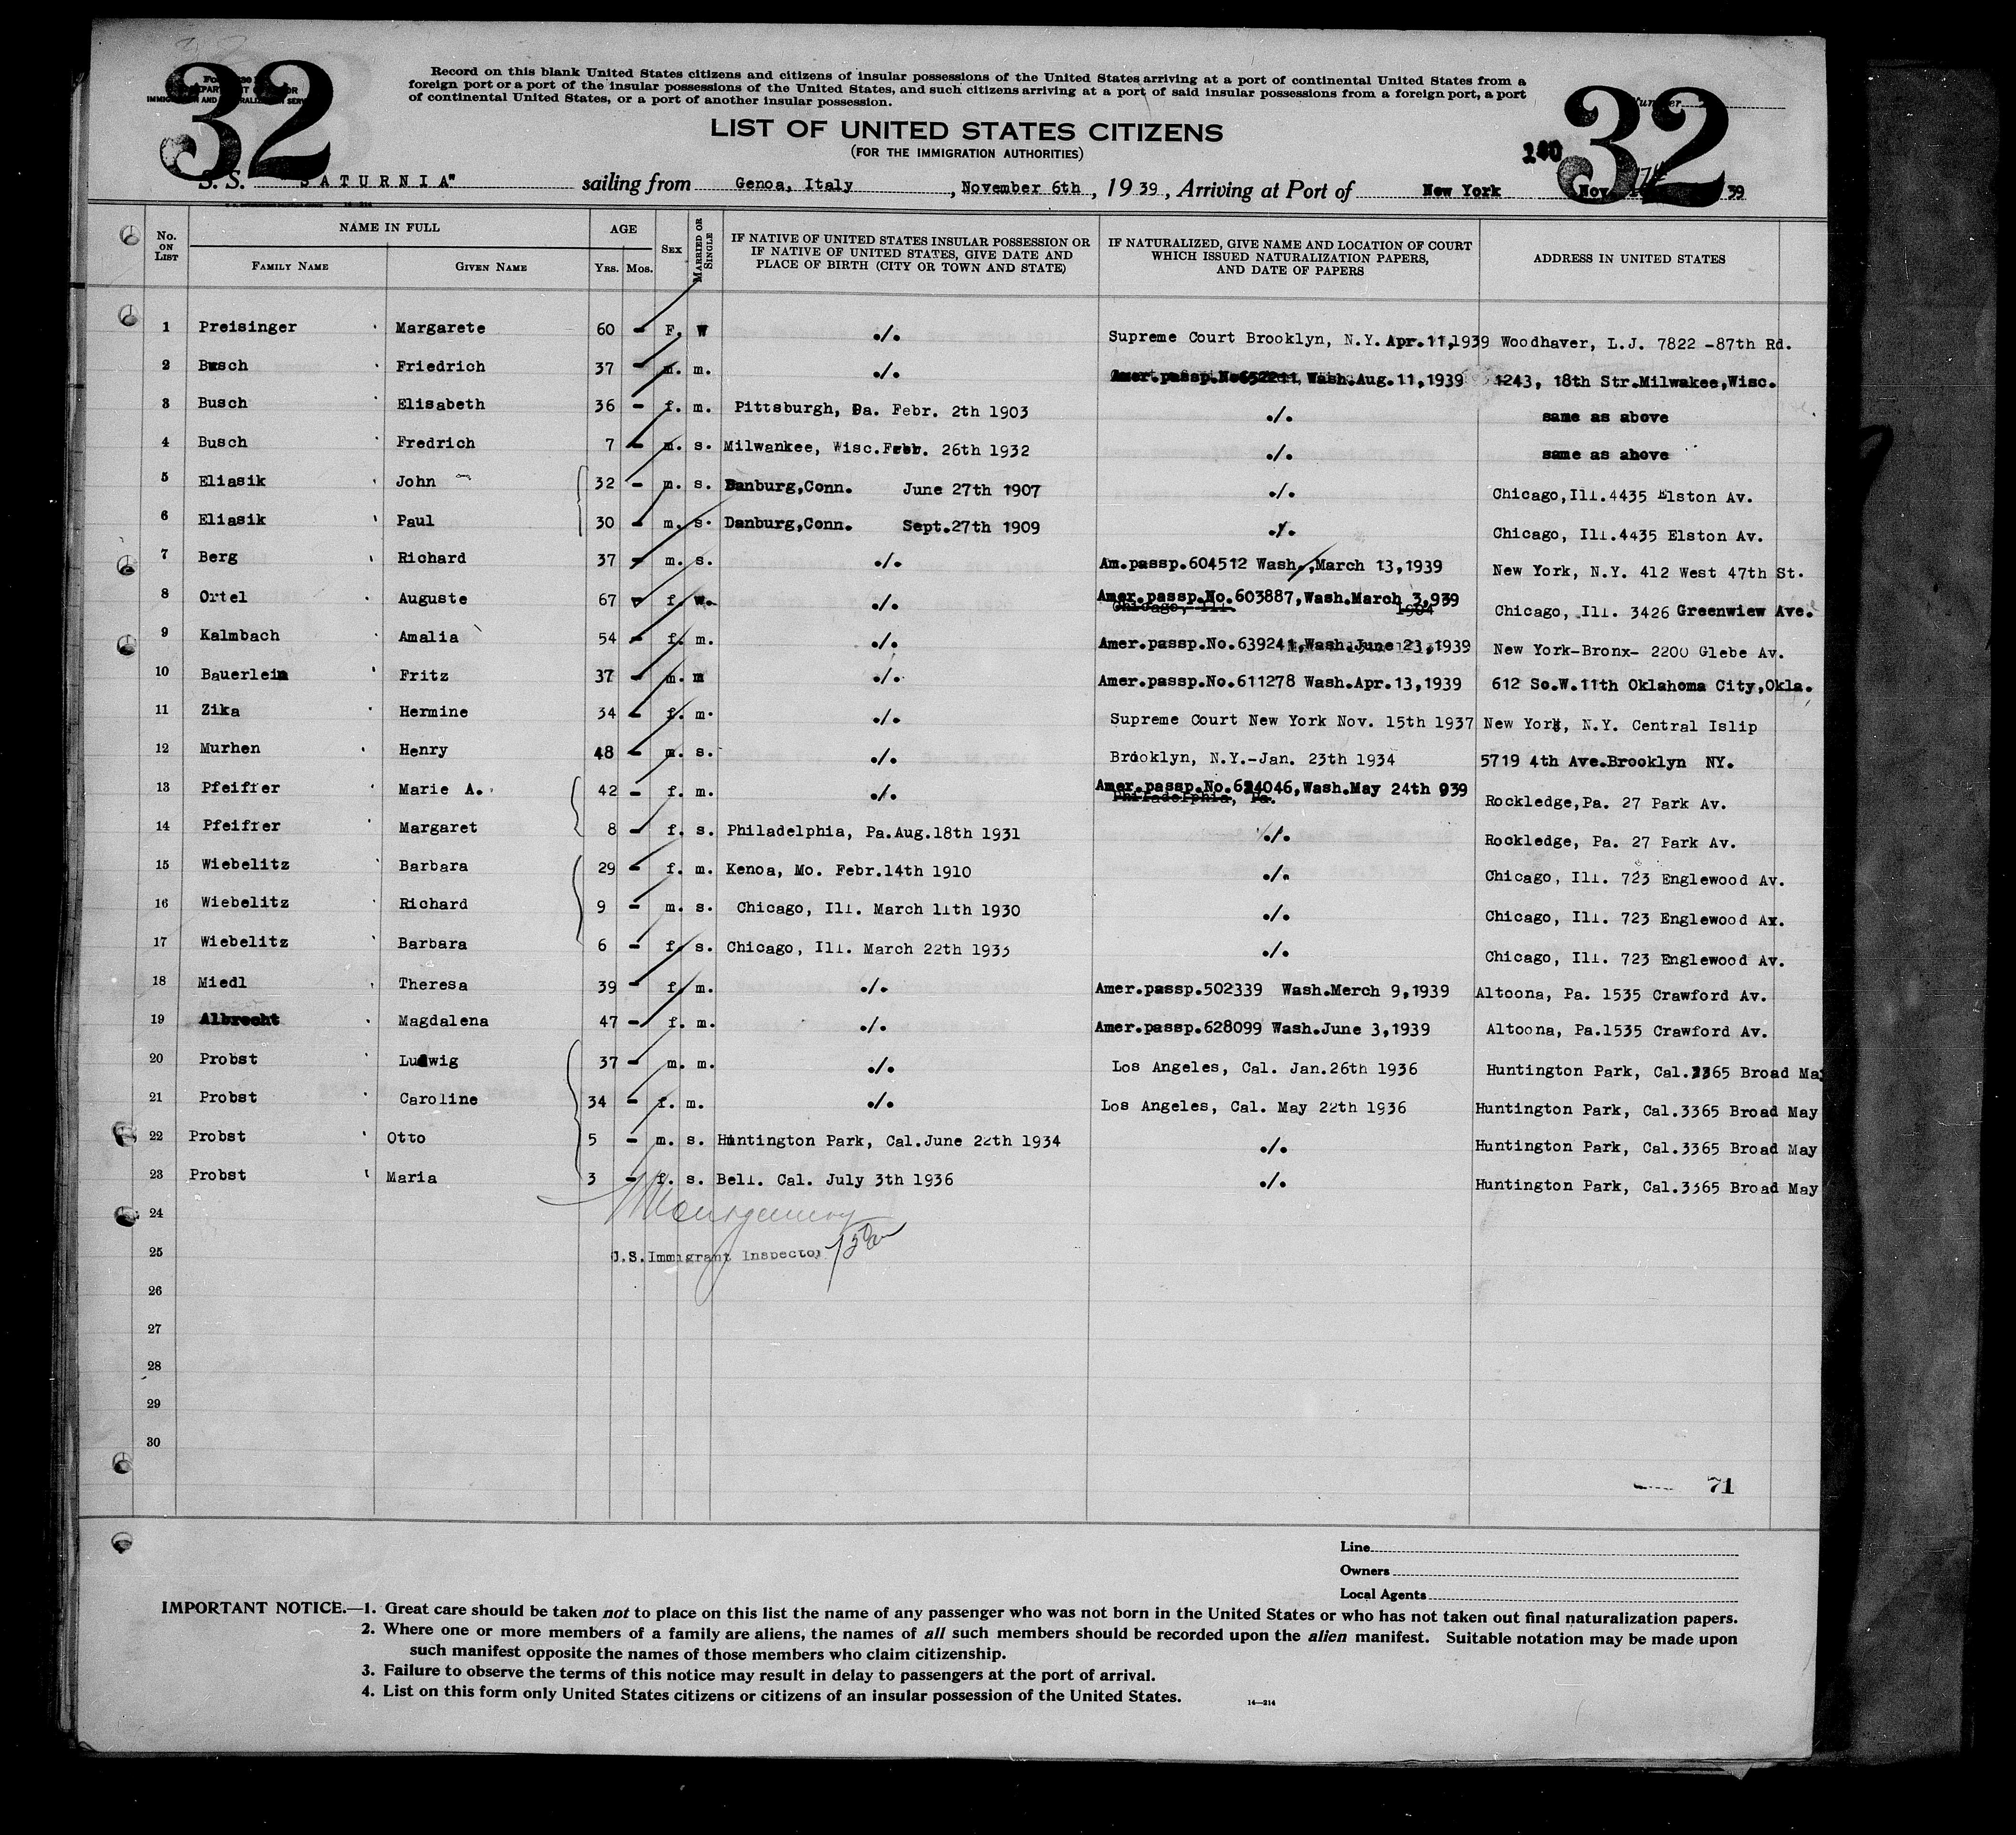 32
32
Record on this blank United States citizens and citizens of insular possessions of the United States arriving at a port of continental United States from a
foreign port or a port of the insular possessions of the United States, and such citizens arriving at a port of said insular possessions from a foreign port, a port
of continental United States, or a port of another insular possession.
LIST OF UNITED STATES CITIZENS
(FOR THE IMMIGRATION AUTHORITIES)
140
S. S. SATURNIA" sailing from Genoa, Italy, November 6th, 1939, Arriving at Port of New York Nov. 39
No. ON LIST NAME IN FULL AGE SEX MARRIED OR SINGLE IF NATIVE OF UNITED STATES INSULAR POSSESSION OR IF NATIVE OF UNITED STATES, GIVE DATE AND PLACE OF BIRTH (CITY OR TOWN AND STATE) IF NATURALIZED, GIVE NAME AND LOCATION OF COURT WHICH ISSUED NATURALIZATION PAPERS, AND DATE OF PAPERS ADDRESS IN UNITED STATES
FAMILY NAME GIVEN NAME YRS. MOS.
1 Preisinger Margarete 60 - F. W ./. Supreme Court Brooklyn, N.Y. Apr.11,1939 Woodhaver, L.J. 7822 -87th Rd.
2 Busch Friedrich 37 - m. m. ./. Amer.passp.No652211, Wash.Aug.11,1939 1243, 18th Str.Milwakee,Wisc.
3 Busch Elisabeth 36 - f. m. Pittsburgh, Pa. Febr. 2th 1903 ./. same as above
4 Busch Fredrich 7 - m. s. Milwankee, Wisc.Febr. 26th 1932 ./. same as above
5 Eliasik John 32 - m. s. Danburg,Conn. June 27th 1907 ./. Chicago,Ill.4435 Elston Av.
6 Eliasik Paul 30 - m. s. Danburg,Conn. Sept.27th 1909 ./. Chicago, Ill.4435 Elston Av.
7 Berg Richard 37 - m. s. ./. Am.passp.604512 Wash.,March 13,1939 New York, N.Y. 412 West 47th St.
8 Ortel Auguste 67 - f. w. ./. Amer.passp.No.603887,Wash.March 3,939 Chicago, Ill. 3426 Greenwiew Ave.
Chicago, Ill. 1904
9 Kalmbach Amalia 54 - f. m. ./. Amer.passp.No.639241,Wash.June 23,1939 New York-Bronx- 2200 Glebe Av.
10 Bauerlein Fritz 37 - m. m ./. Amer.passp.No.611278 Wash.Apr.13,1939 612 So.W.11th Oklahoma City,Okla.
11 Zika Hermine 34 - f. m. ./. Supreme Court New York Nov. 15th 1937 New York, N.Y. Central Islip
12 Murhen Henry 48 - m. s. ./. Brooklyn, N.Y.-Jan. 23th 1934 5719 4th Ave.Brooklyn NY.
13 Pfeiffer Marie A. 42 - f. m. ./. Amer.passp.No.624046,Wash.May 24th 939 Rockledge,Pa. 27 Park Av.
Philadelphia, Pa.
14 Pfeiffer Margaret 8 - f. s. Philadelphia, Pa.Aug.18th 1931 ./. Rockledge, Pa. 27 Park Av.
15 Wiebelitz Barbara 29 - f. m. Kenoa, Mo. Febr.14th 1910 ./. Chicago, Ill. 723 Englewood Av.
16 Wiebelitz Richard 9 - m. s. Chicago, Ill. March 11th 1930 ./. Chicago, Ill. 723 Englewood Ax.
17 Wiebelitz Barbara 6 - f. s. Chicago, Ill. March 22th 1933 ./. Chicago, Ill. 723 Englewood Av.
18 Miedl Theresa 39 - f. m. ./. Amer.passp.502339 Wash.Merch 9,1939 Altoona, Pa. 1535 Crawford Av.
19 Albrecht Magdalena 47 - f. m. ./. Amer.passp.628099 Wash.June 3,1939 Altoona, Pa.1535 Crawford Av.
20 Probst Ludwig 37 - m. m. ./. Los Angeles, Cal. Jan.26th 1936 Huntington Park, Cal.3365 Broad May
21 Probst Caroline 34 - f. m. ./. Los Angeles, Cal. May 22th 1936 Huntington Park, Cal.3365 Broad May
22 Probst Otto 5 - m. s. Huntington Park, Cal.June 22th 1934 ./. Huntington Park, Cal.3365 Broad May
23 Probst Maria 3 - f. s. Bell. Cal. July 3th 1936 ./. Huntington Park, Cal.3365 Broad May
24 Montgomery
25 U.S.Immigrant Inspector
26
27
28
29
30
71
Line
Owners
Local Agents
IMPORTANT NOTICE.—1. Great care should be taken not to place on this list the name of any passenger who was not born in the United States or who has not taken out final naturalization papers.
2. Where one or more members of a family are aliens, the names of all such members should be recorded upon the alien manifest. Suitable notation may be made upon
such manifest opposite the names of those members who claim citizenship.
3. Failure to observe the terms of this notice may result in delay to passengers at the port of arrival.
4. List on this form only United States citizens or citizens of an insular possession of the United States.
14—214